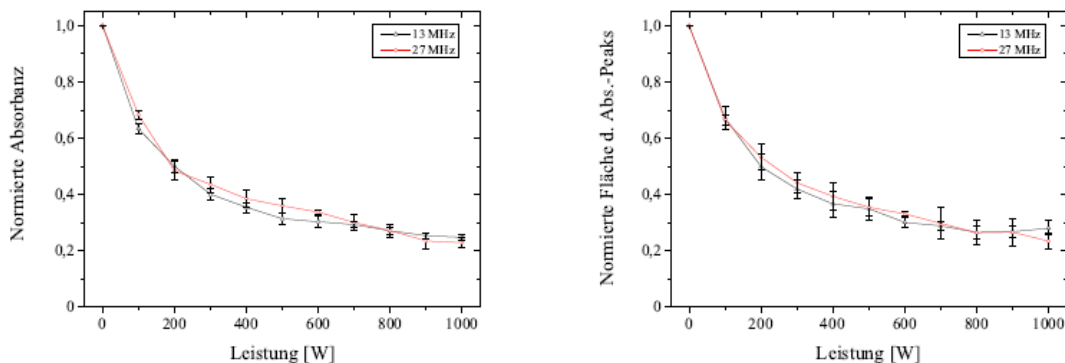 Normierte Absorbanz
1,0
0,8
0,6
0,4
0,2
0
13 MHz
27 MHz
0 200 400 600 800 1000
Leistung [W]
Normierte Fläche d. Abs.-Peaks
1,0
0,8
0,6
0,4
0,2
0
13 MHz
27 MHz
0 200 400 600 800 1000
Leistung [W]